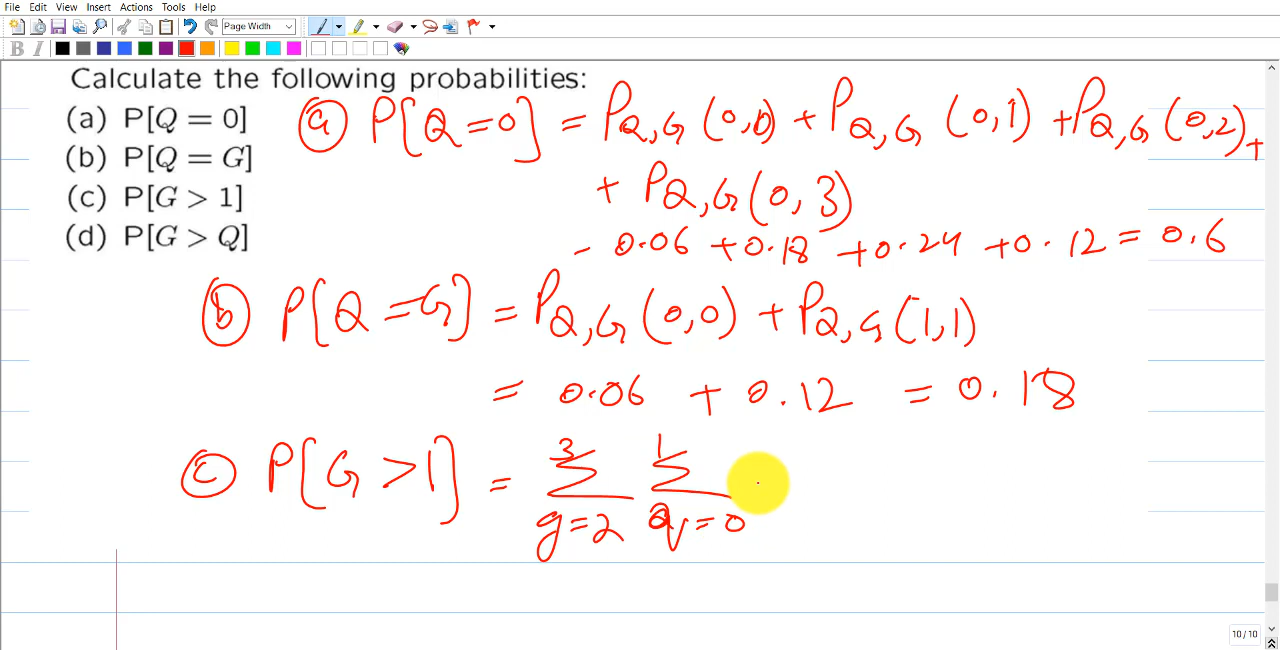 File Edit View Insert Actions Tools Help
Page Width
B I
Calculate the following probabilities:
(a) P[Q = 0]
(b) P[Q = G]
(c) P[G > 1]
(d) P[G > Q]
(a) P[Q = 0] = P_{Q,G} (0,0) + P_{Q,G} (0,1) + P_{Q,G} (0,2) +
+ P_{Q,G} (0, 3)
- 0.06 + 0.18 + 0.24 + 0.12 = 0.6
(b) P[Q = G] = P_{Q,G} (0,0) + P_{Q,G} (1,1)
= 0.06 + 0.12 = 0.18
(c) P[G > 1] = 3 Σ g=2 1 Σ q=0
10/10